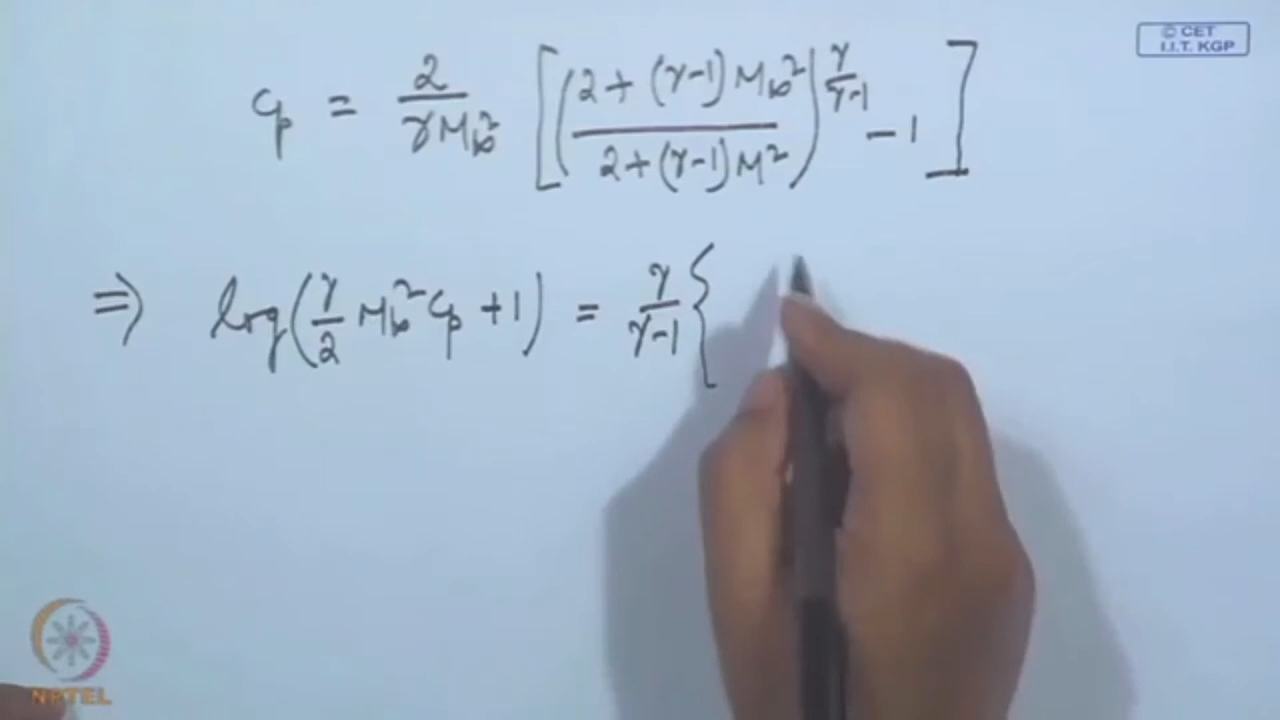 © CET
I.I.T. KGP
Cp = 2/(γM∞²) [((2+(γ-1)M∞²)/(2+(γ-1)M²))^(γ/(γ-1)) - 1]
⇒ log(γ/2 M∞² Cp + 1) = γ/(γ-1) {
NPTEL